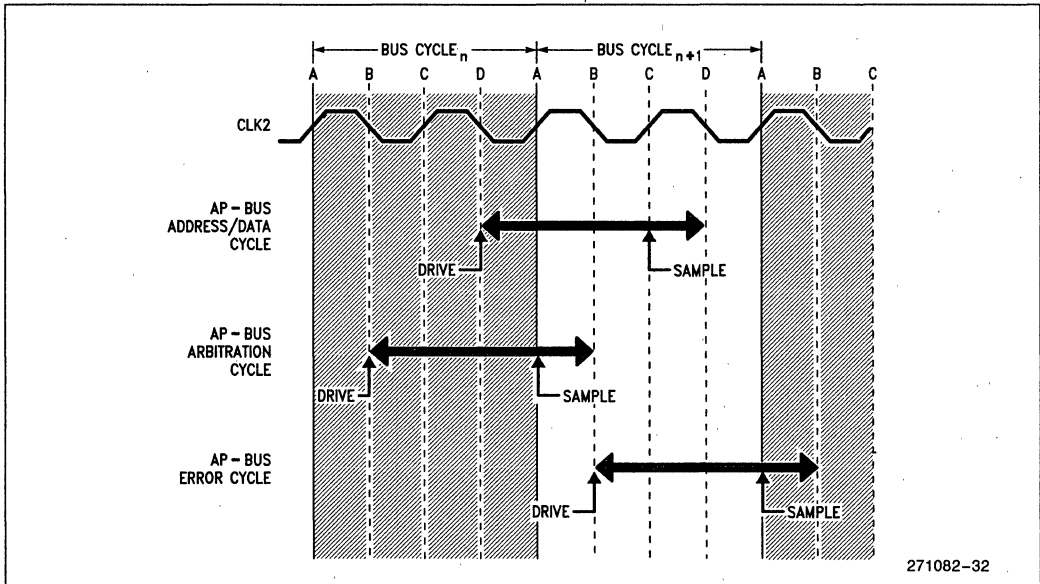 BUS CYCLE n BUS CYCLE n+1
A B C D A B C D A B C
CLK2
AP-BUS
ADDRESS/DATA
CYCLE
DRIVE SAMPLE
AP-BUS
ARBITRATION
CYCLE
DRIVE SAMPLE
AP-BUS
ERROR CYCLE
DRIVE SAMPLE
271082-32